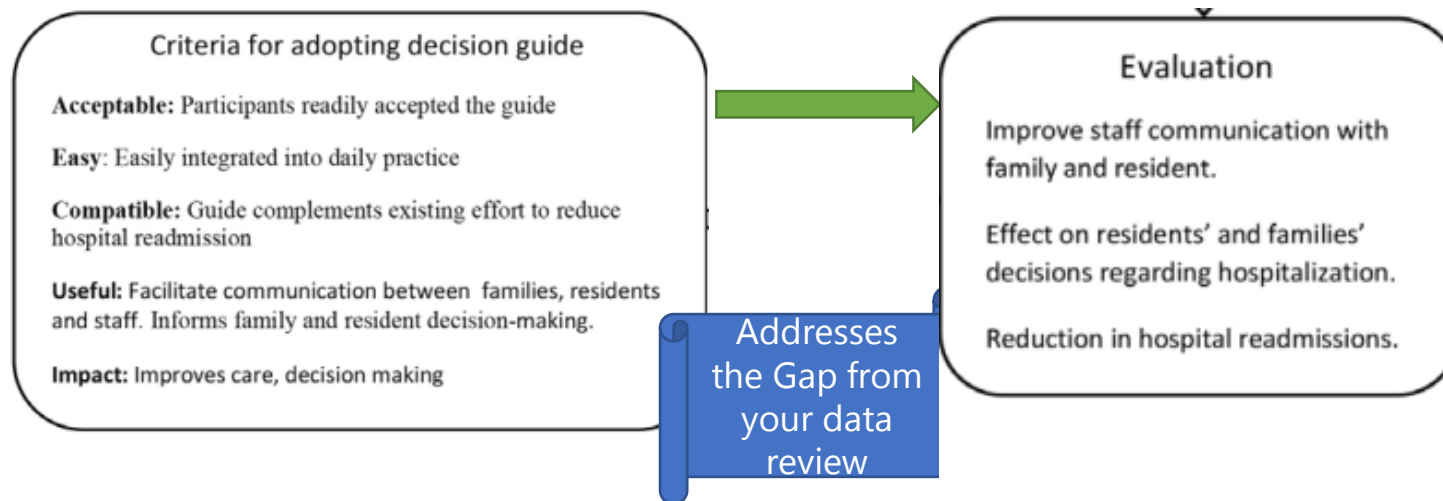 Criteria for adopting decision guide
Acceptable: Participants readily accepted the guide
Easy: Easily integrated into daily practice
Compatible: Guide complements existing effort to reduce
hospital readmission
Useful: Facilitate communication between families, residents
and staff. Informs family and resident decision-making.
Impact: Improves care, decision making
Addresses
the Gap from
your data
review
Evaluation
Improve staff communication with
family and resident.
Effect on residents’ and families’
decisions regarding hospitalization.
Reduction in hospital readmissions.